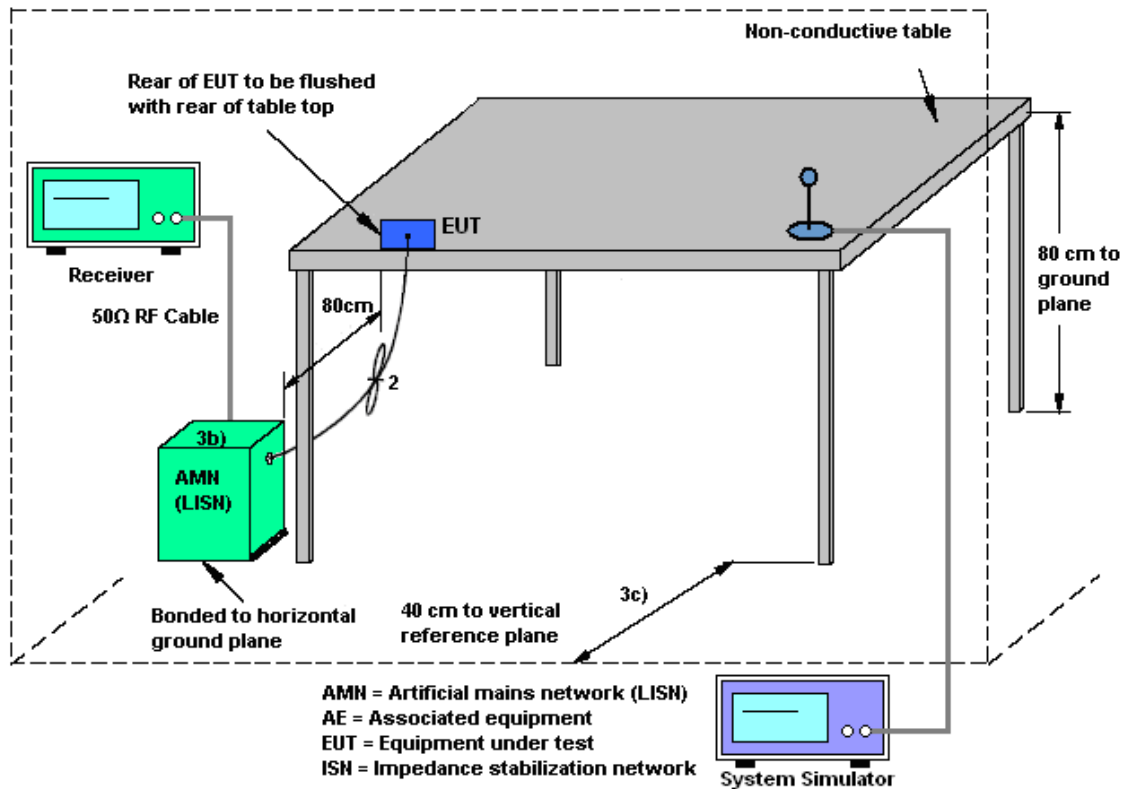 Non-conductive table
Rear of EUT to be flushed
with rear of table top
EUT
Receiver
80 cm to
ground
plane
80cm
50Ω RF Cable
2
3b)
AMN
(LISN)
3c)
Bonded to horizontal
ground plane
40 cm to vertical
reference plane
AMN = Artificial mains network (LISN)
AE = Associated equipment
EUT = Equipment under test
ISN = Impedance stabilization network
System Simulator